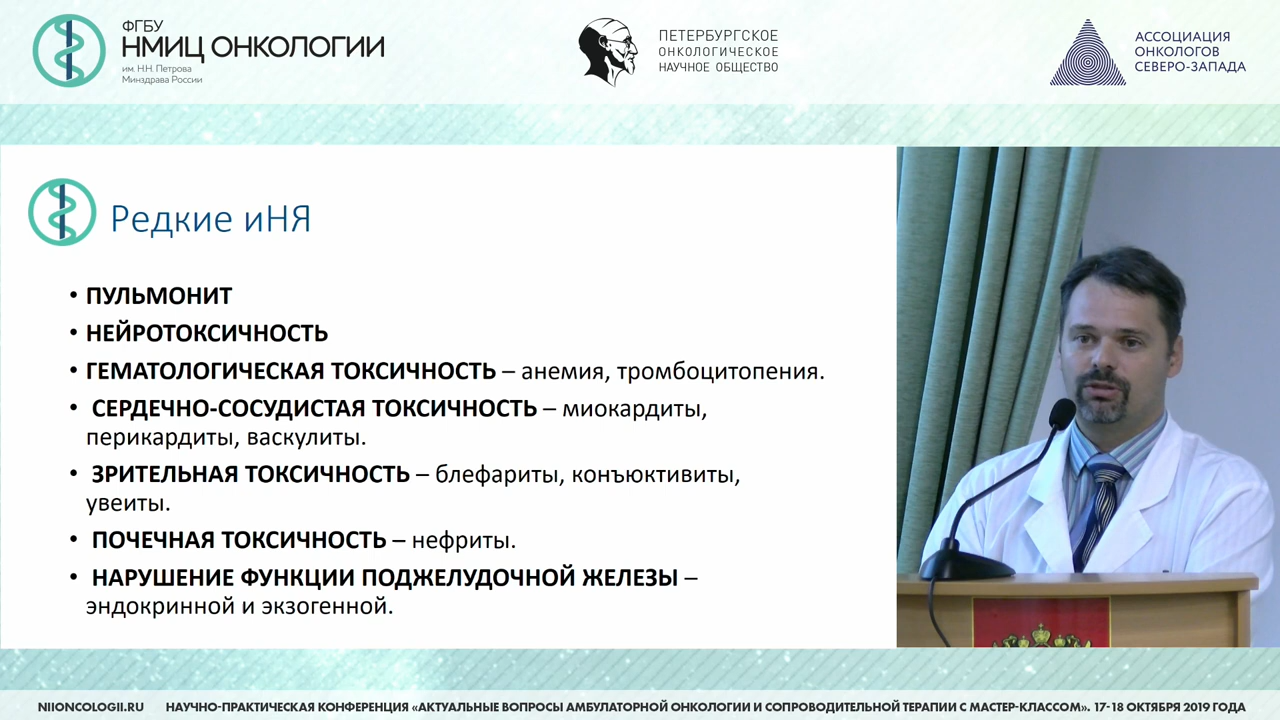 ФГБУ
НМИЦ ОНКОЛОГИИ
им. Н.Н. Петрова
Минздрава России
ПЕТЕРБУРГСКОЕ
ОНКОЛОГИЧЕСКОЕ
НАУЧНОЕ ОБЩЕСТВО
АССОЦИАЦИЯ
ОНКОЛОГОВ
СЕВЕРО-ЗАПАДА
Редкие иНЯ
• ПУЛЬМОНИТ
• НЕЙРОТОКСИЧНОСТЬ
• ГЕМАТОЛОГИЧЕСКАЯ ТОКСИЧНОСТЬ – анемия, тромбоцитопения.
• СЕРДЕЧНО-СОСУДИСТАЯ ТОКСИЧНОСТЬ – миокардиты,
перикардиты, васкулиты.
• ЗРИТЕЛЬНАЯ ТОКСИЧНОСТЬ – блефариты, конъюктивиты,
увеиты.
• ПОЧЕЧНАЯ ТОКСИЧНОСТЬ – нефриты.
• НАРУШЕНИЕ ФУНКЦИИ ПОДЖЕЛУДОЧНОЙ ЖЕЛЕЗЫ –
эндокринной и экзогенной.
NIIONCOLOGII.RU НАУЧНО-ПРАКТИЧЕСКАЯ КОНФЕРЕНЦИЯ «АКТУАЛЬНЫЕ ВОПРОСЫ АМБУЛАТОРНОЙ ОНКОЛОГИИ И СОПРОВОДИТЕЛЬНОЙ ТЕРАПИИ С МАСТЕР-КЛАССОМ». 17-18 ОКТЯБРЯ 2019 ГОДА